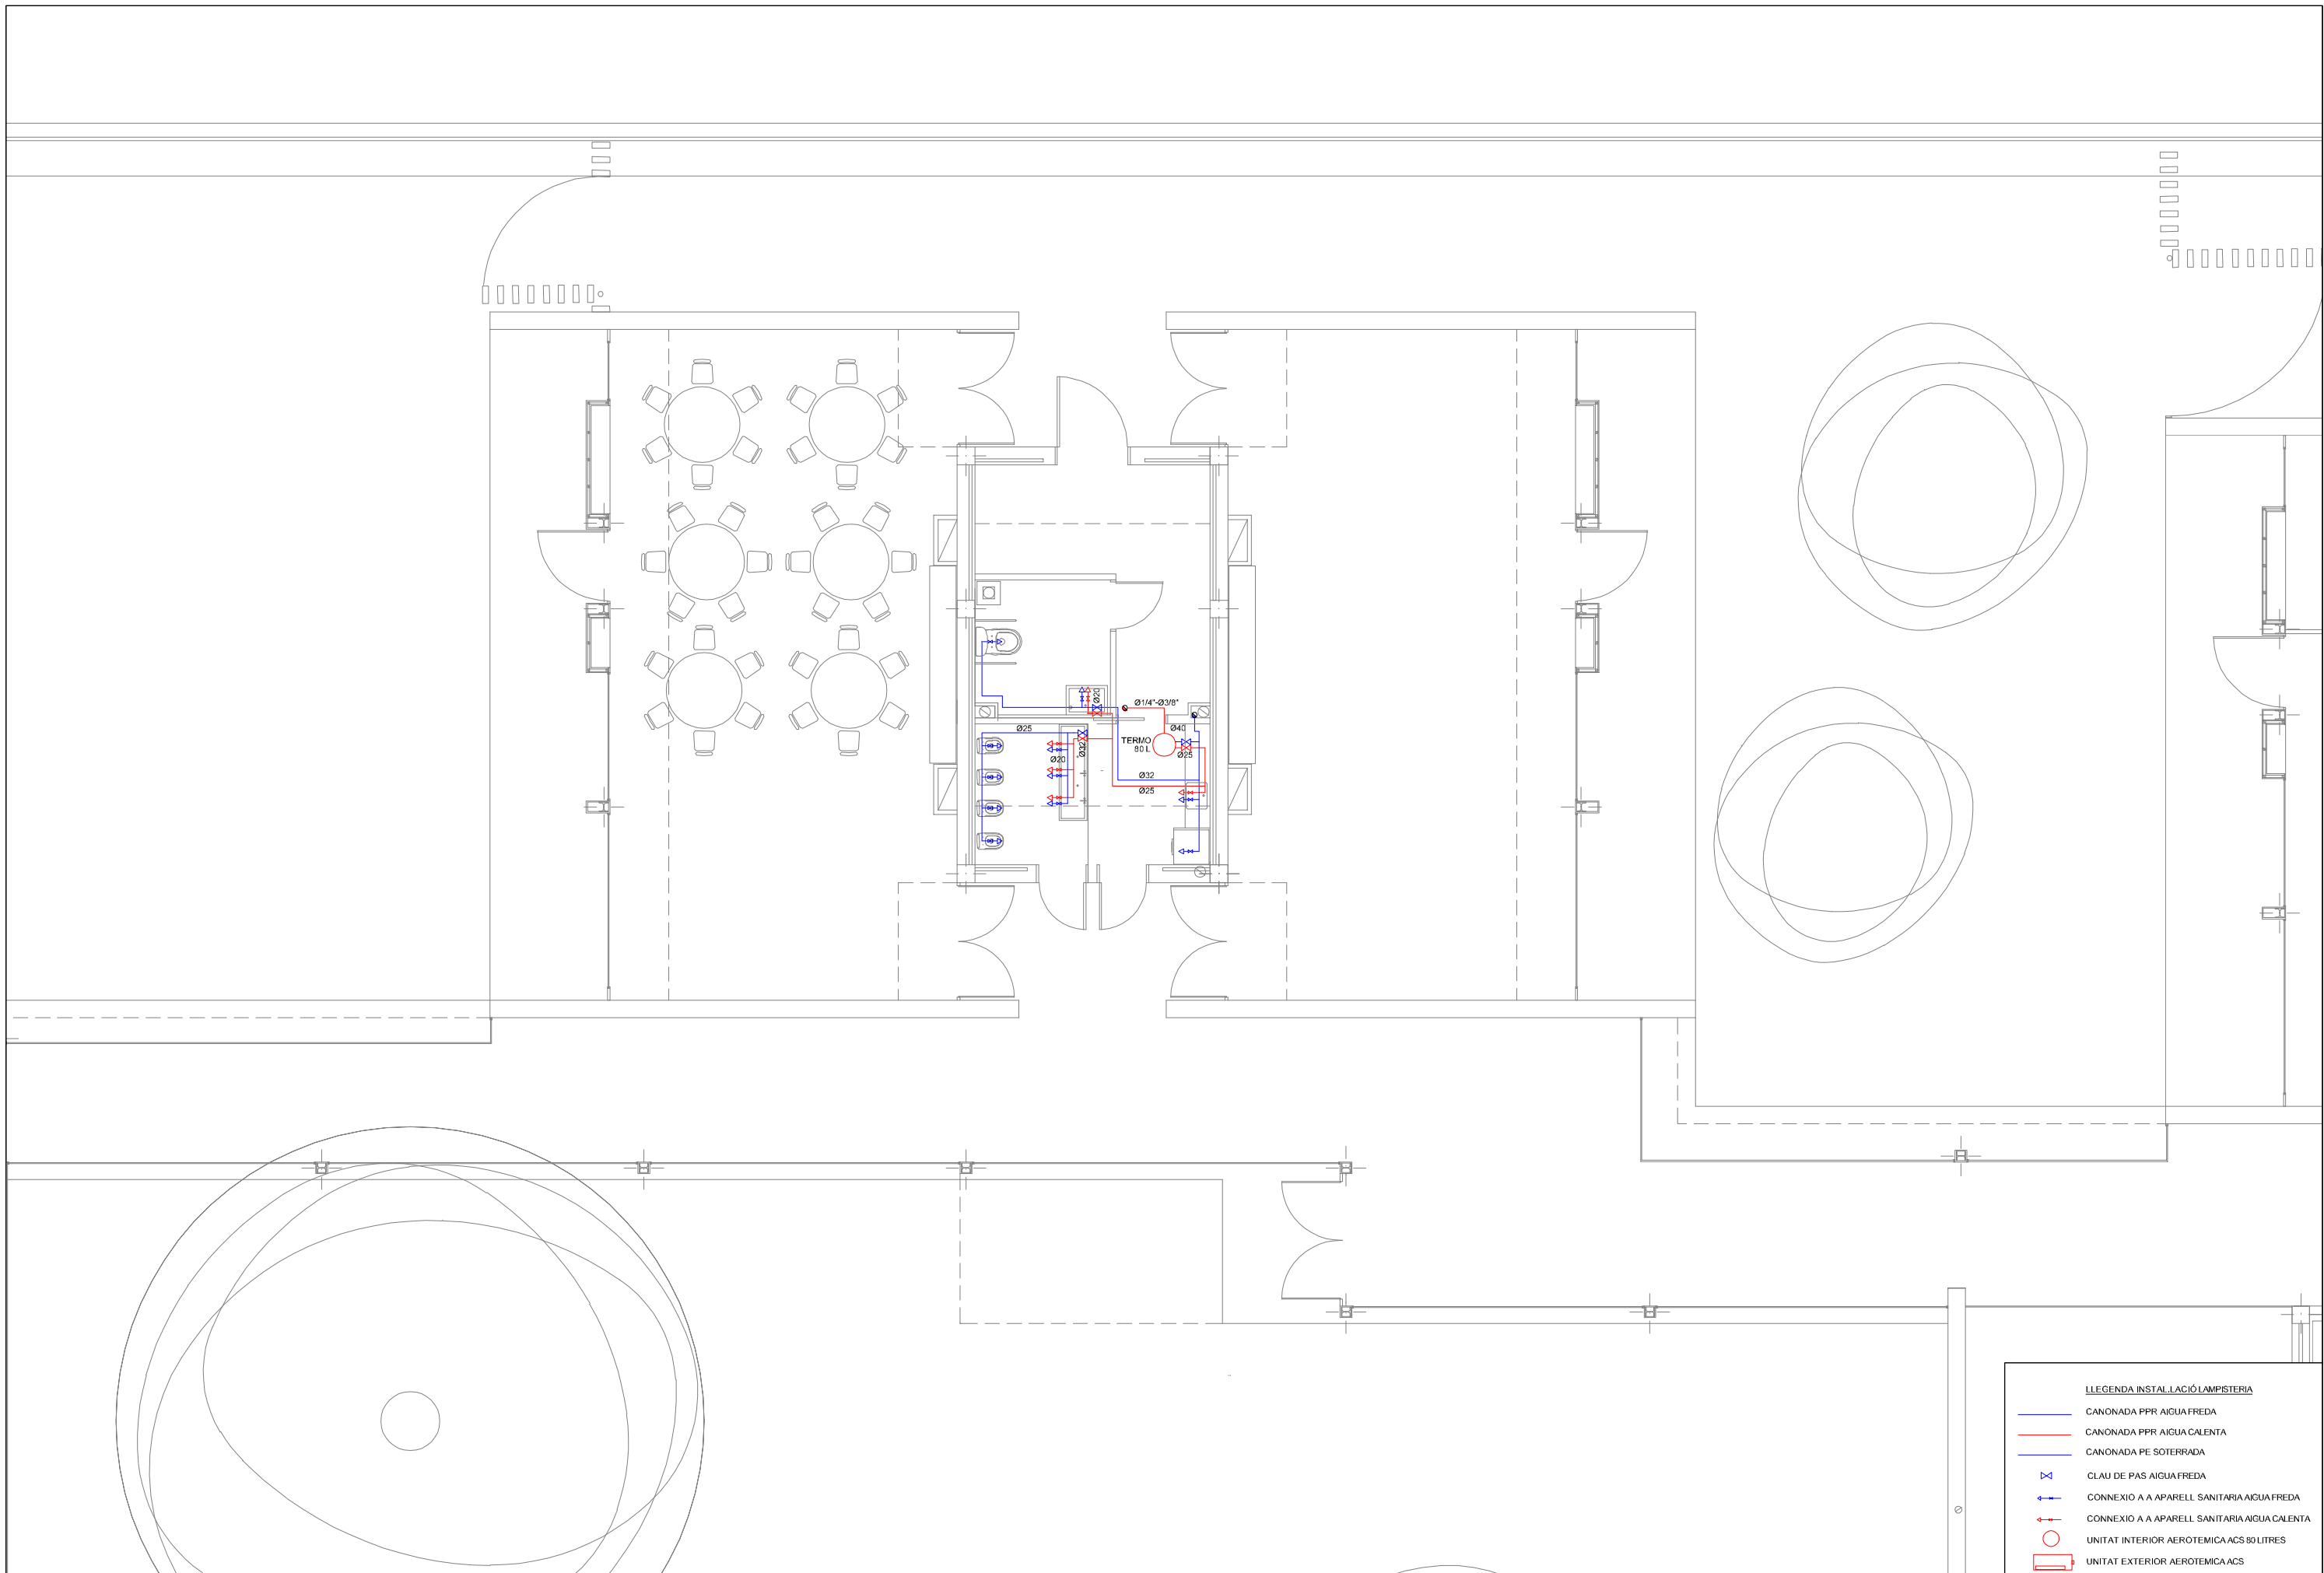 Ø20
Ø1/4"-Ø3/8"
Ø25
Ø40
TERMO
80 L
Ø32
Ø25
Ø20
Ø32
Ø25
LLEGENDA INSTAL.LACIÓ LAMPISTERIA
CANONADA PPR AIGUA FREDA
CANONADA PPR AIGUA CALENTA
CANONADA PE SOTERRADA
CLAU DE PAS AIGUA FREDA
CONNEXIO A A APARELL SANITARIA AIGUA FREDA
CONNEXIO A A APARELL SANITARIA AIGUA CALENTA
UNITAT INTERIOR AEROTEMICA ACS 80 LITRES
UNITAT EXTERIOR AEROTEMICA ACS